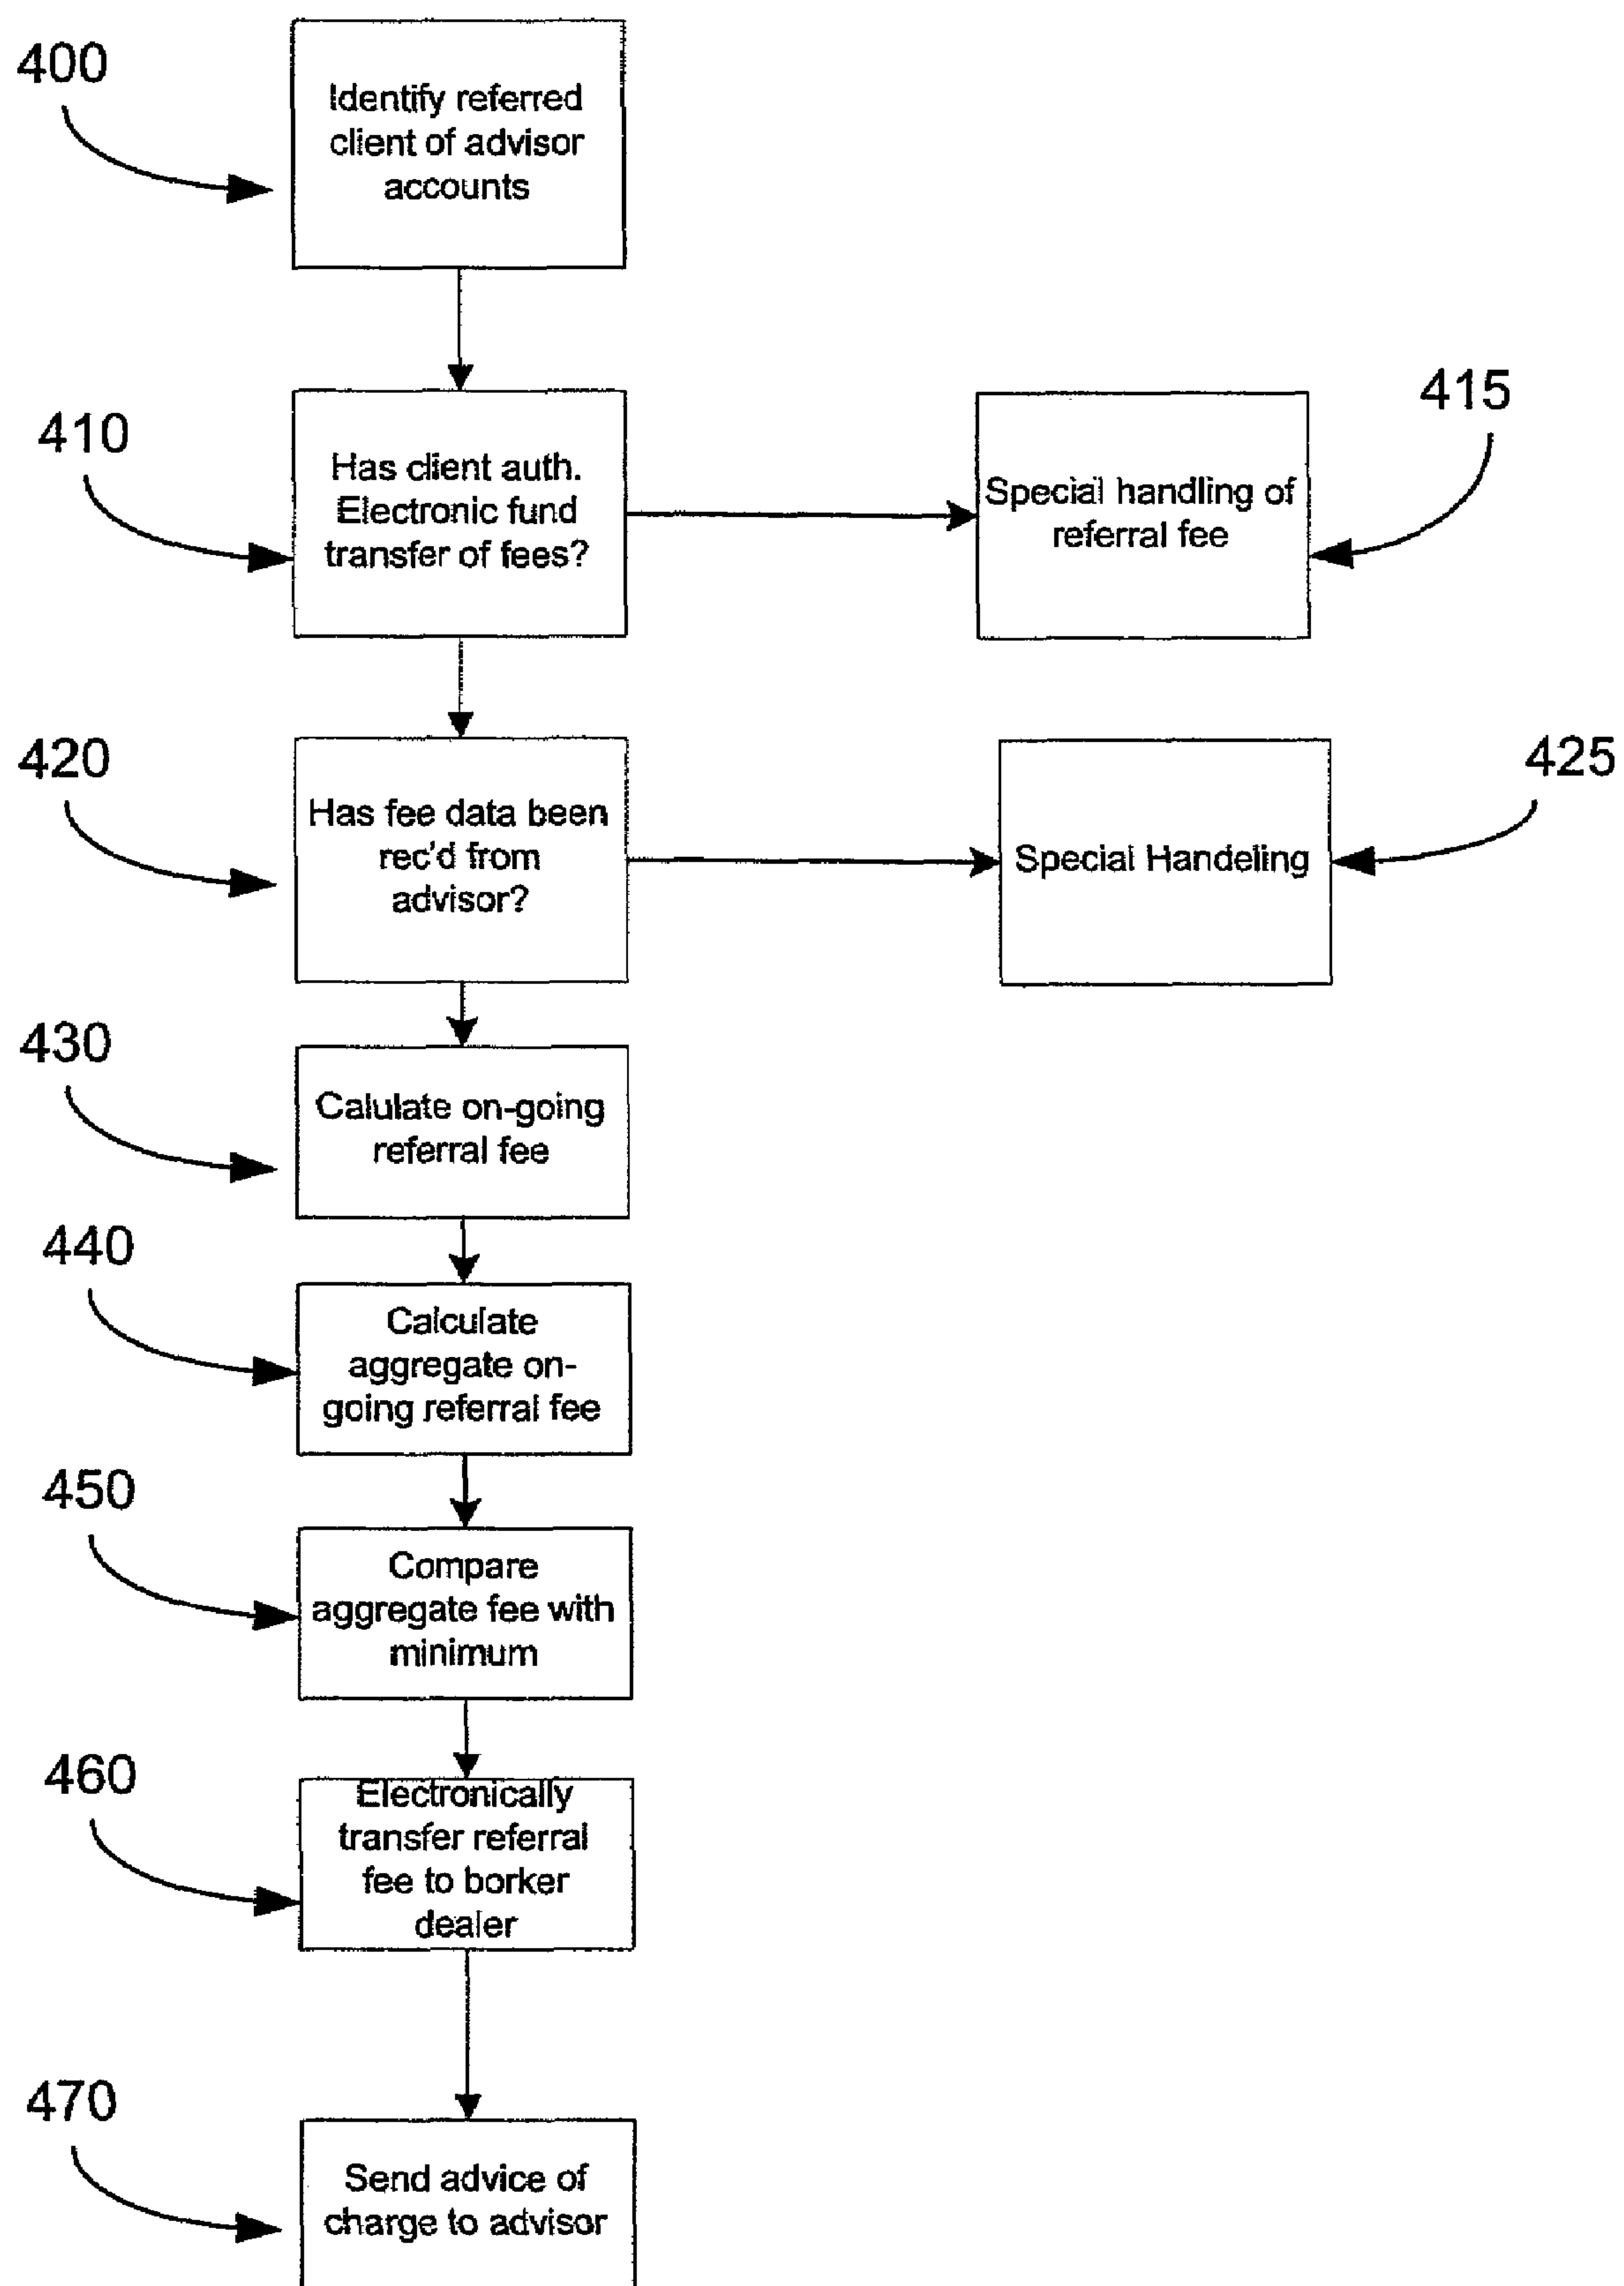 400
Identify referred
client of advisor
accounts
410
Has client auth.
Electronic fund
transfer of fees?
415
Special handling of
referral fee
420
Has fee data been
rec'd from
advisor?
425
Special Handeling
430
Calulate on-going
referral fee
440
Calculate
aggregate on-
going referral fee
450
Compare
aggregate fee with
minimum
460
Electronically
transfer referral
fee to borker
dealer
470
Send advice of
charge to advisor